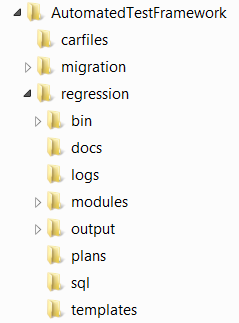 AutomatedTestFramework
carfiles
migration
regression
bin
docs
logs
modules
output
plans
sql
templates